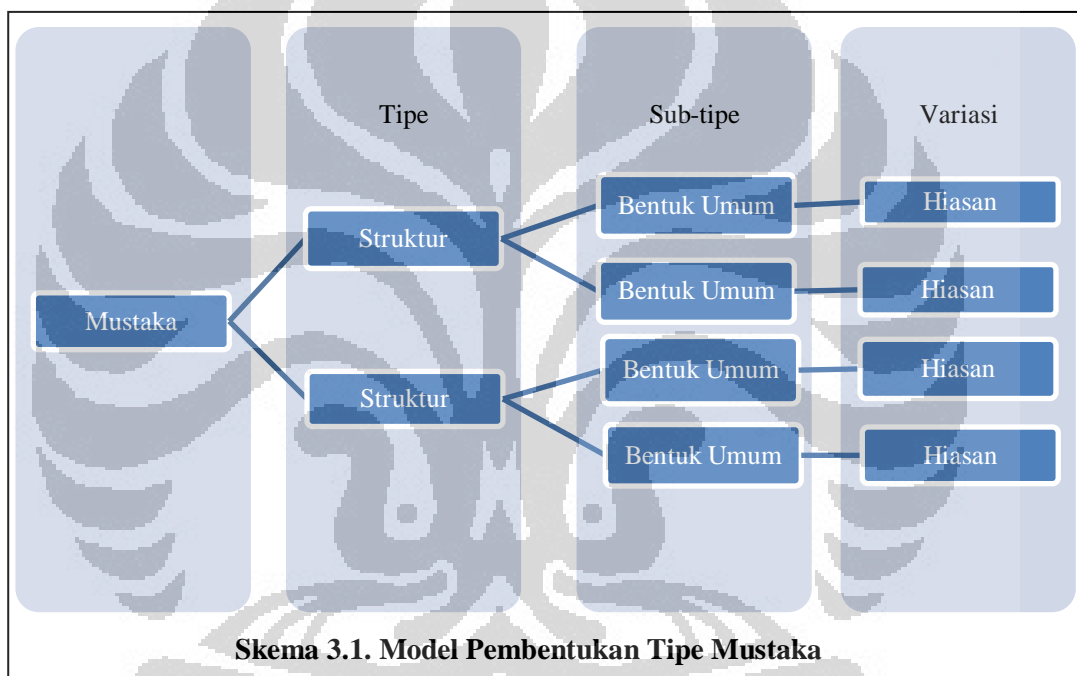 Tipe
Sub-tipe
Variasi
Mustaka
Struktur
Struktur
Bentuk Umum
Bentuk Umum
Bentuk Umum
Bentuk Umum
Hiasan
Hiasan
Hiasan
Hiasan
Skema 3.1. Model Pembentukan Tipe Mustaka